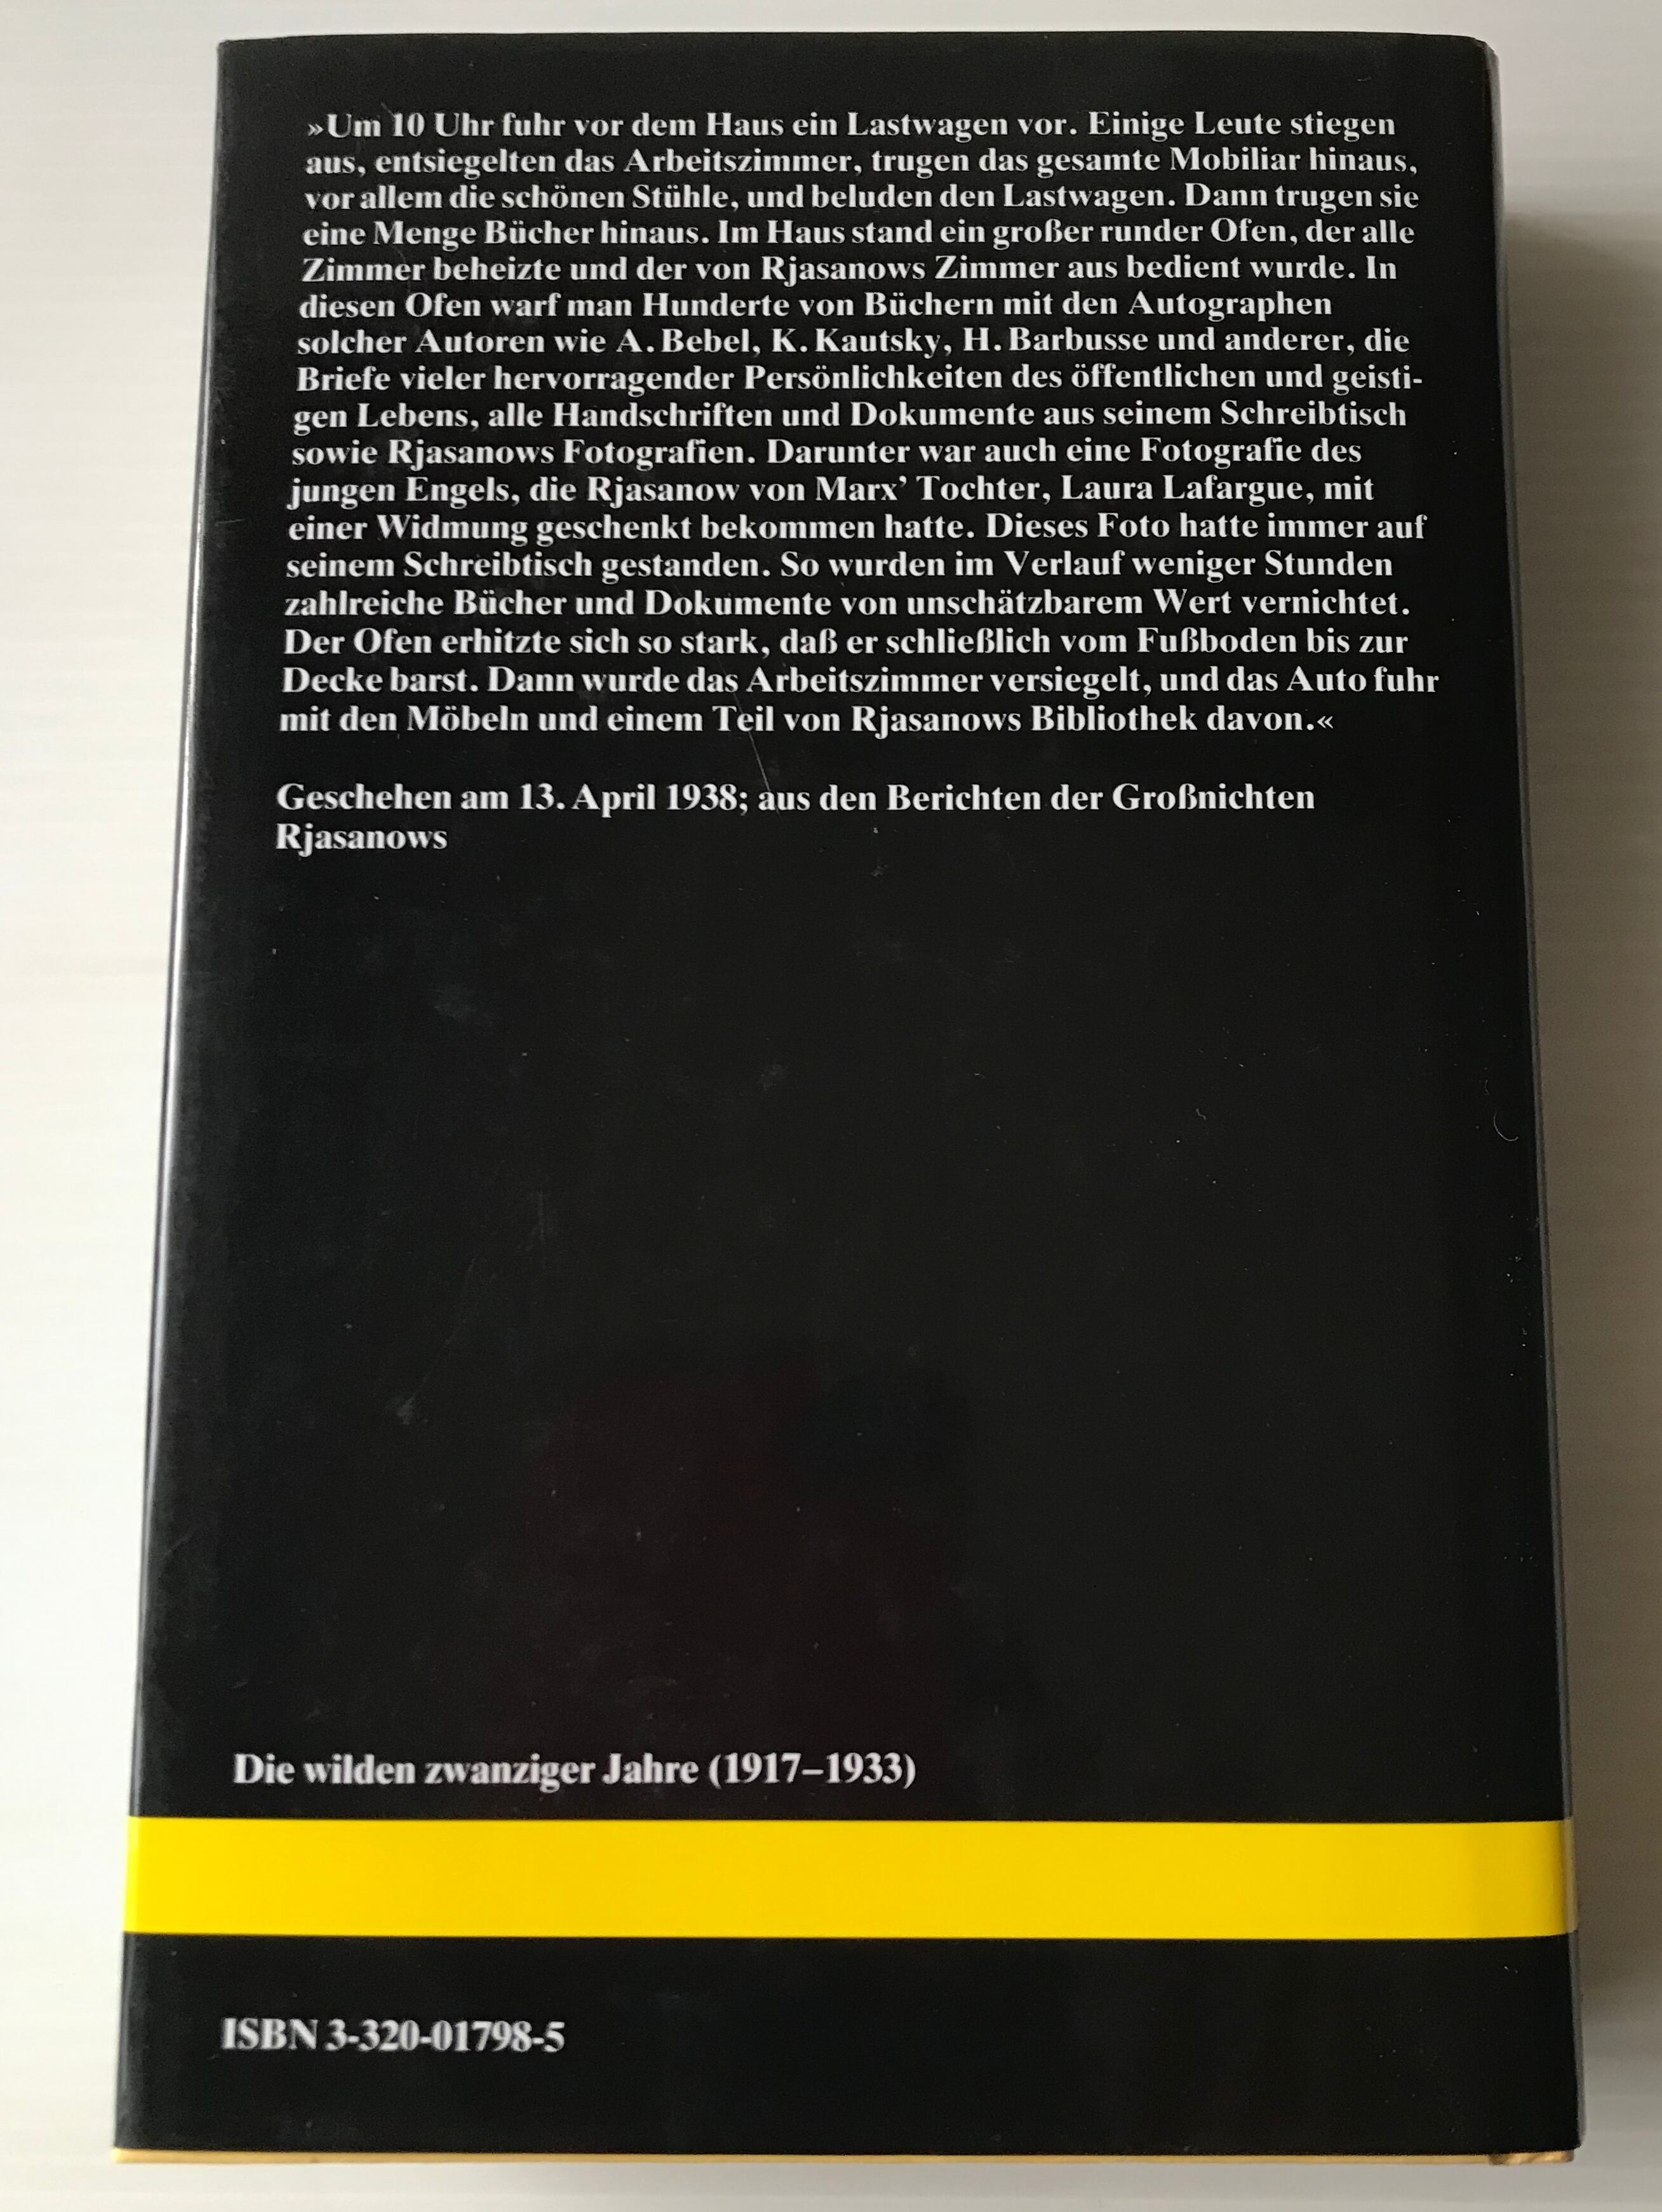 »Um 10 Uhr fuhr vor dem Haus ein Lastwagen vor. Einige Leute stiegen
aus, entsiegelten das Arbeitszimmer, trugen das gesamte Mobiliar hinaus,
vor allem die schönen Stühle, und beluden den Lastwagen. Dann trugen sie
eine Menge Bücher hinaus. Im Haus stand ein großer runder Ofen, der alle
Zimmer beheizte und der von Rjasanows Zimmer aus bedient wurde. In
diesen Ofen warf man Hunderte von Büchern mit den Autographen
solcher Autoren wie A. Bebel, K. Kautsky, H. Barbusse und anderer, die
Briefe vieler hervorragender Persönlichkeiten des öffentlichen und geisti-
gen Lebens, alle Handschriften und Dokumente aus seinem Schreibtisch
sowie Rjasanows Fotografien. Darunter war auch eine Fotografie des
jungen Engels, die Rjasanow von Marx’ Tochter, Laura Lafargue, mit
einer Widmung geschenkt bekommen hatte. Dieses Foto hatte immer auf
seinem Schreibtisch gestanden. So wurden im Verlauf weniger Stunden
zahlreiche Bücher und Dokumente von unschätzbarem Wert vernichtet.
Der Ofen erhitzte sich so stark, daß er schließlich vom Fußboden bis zur
Decke barst. Dann wurde das Arbeitszimmer versiegelt, und das Auto fuhr
mit den Möbeln und einem Teil von Rjasanows Bibliothek davon.«
Geschehen am 13. April 1938; aus den Berichten der Großnichten
Rjasanows
Die wilden zwanziger Jahre (1917–1933)
ISBN 3-320-01798-5